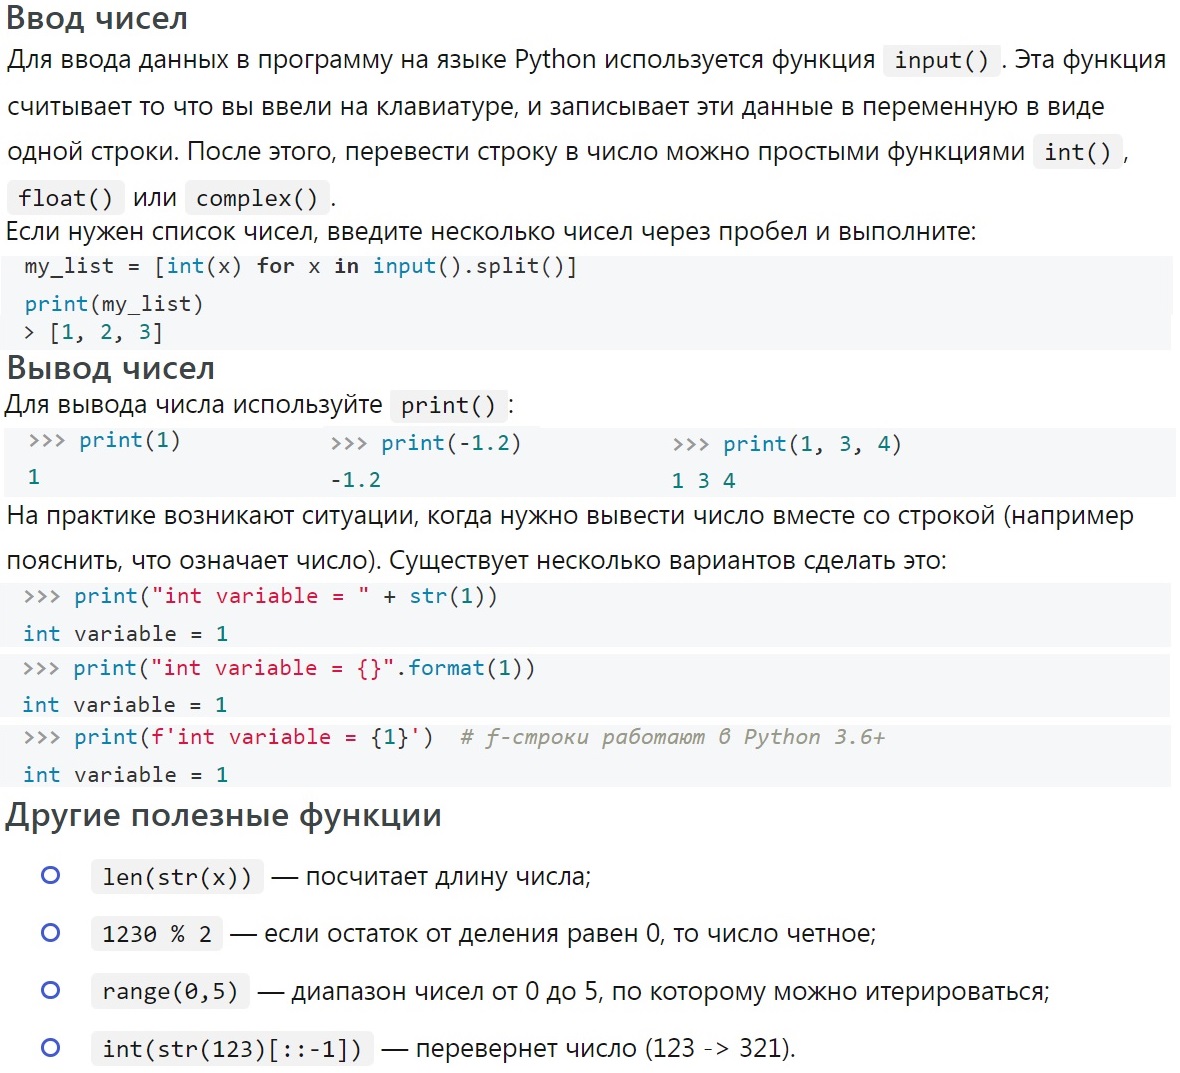 Ввод чисел
Для ввода данных в программу на языке Python используется функция input() . Эта функция
считывает то что вы ввели на клавиатуре, и записывает эти данные в переменную в виде
одной строки. После этого, перевести строку в число можно простыми функциями int() ,
float() или complex() .
Если нужен список чисел, введите несколько чисел через пробел и выполните:
my_list = [int(x) for x in input().split()]
print(my_list)
> [1, 2, 3]
Вывод чисел
Для вывода числа используйте print() :
>>> print(1) >>> print(-1.2) >>> print(1, 3, 4)
1 -1.2 1 3 4
На практике возникают ситуации, когда нужно вывести число вместе со строкой (например
пояснить, что означает число). Существует несколько вариантов сделать это:
>>> print("int variable = " + str(1))
int variable = 1
>>> print("int variable = {}".format(1))
int variable = 1
>>> print(f'int variable = {1}') # f-строки работают в Python 3.6+
int variable = 1
Другие полезные функции
len(str(x)) — посчитает длину числа;
1230 % 2 — если остаток от деления равен 0, то число четное;
range(0,5) — диапазон чисел от 0 до 5, по которому можно итерироваться;
int(str(123)[::-1]) — перевернет число (123 -> 321).